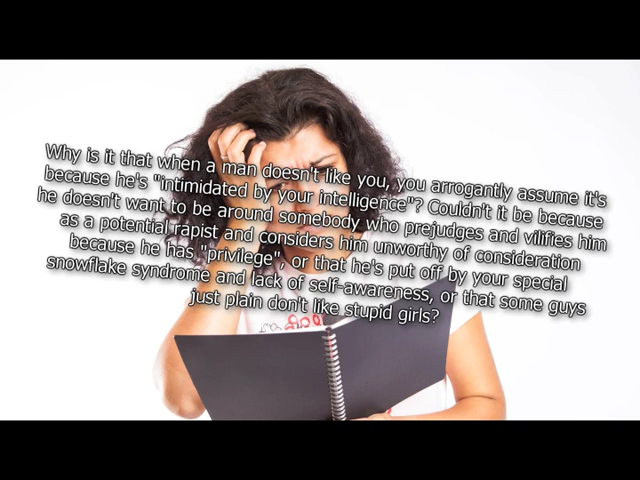 Why is it that when a man doesn't like you, you arrogantly assume it's
because he's "intimidated by your intelligence"? Couldn't it be because
he doesn't want to be around somebody who prejudges and vilifies him
as a potential rapist and considers him unworthy of consideration
because he has "privilege", or that he's put off by your special
snowflake syndrome and lack of self-awareness, or that some guys
just plain don't like stupid girls?